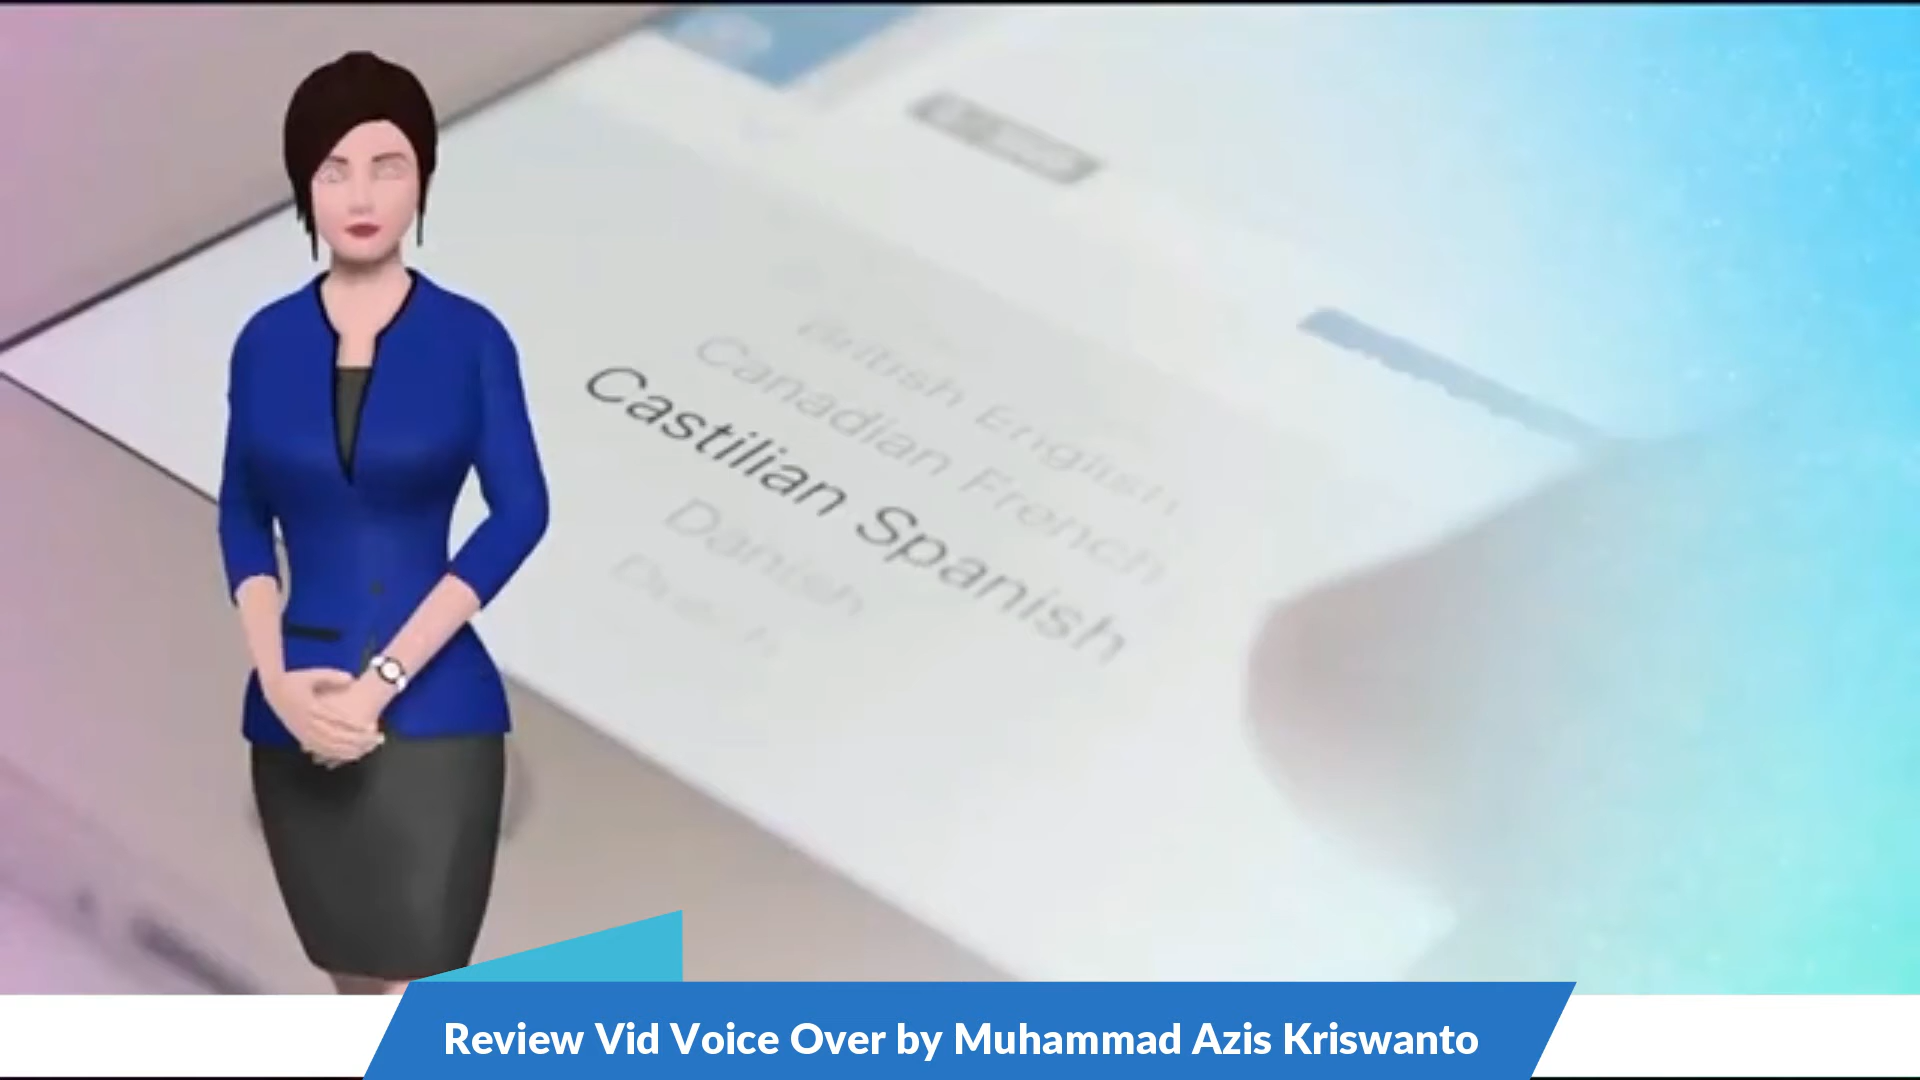 British English
Canadian French
Castilian Spanish
Danish
Review Vid Voice Over by Muhammad Azis Kriswanto